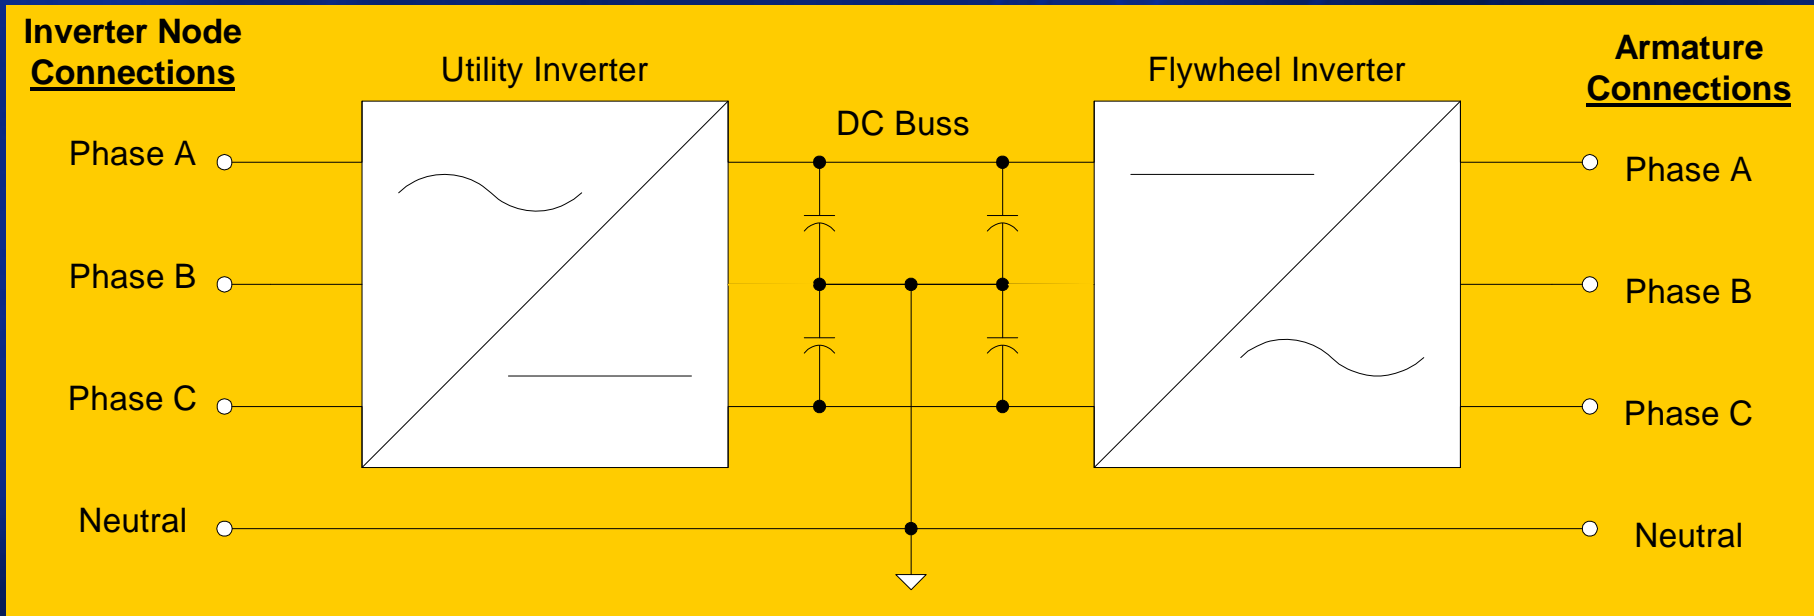 Inverter Node
Connections
Utility Inverter
Flywheel Inverter
Armature
Connections
DC Buss
Phase A
Phase A
Phase B
Phase B
Phase C
Phase C
Neutral
Neutral